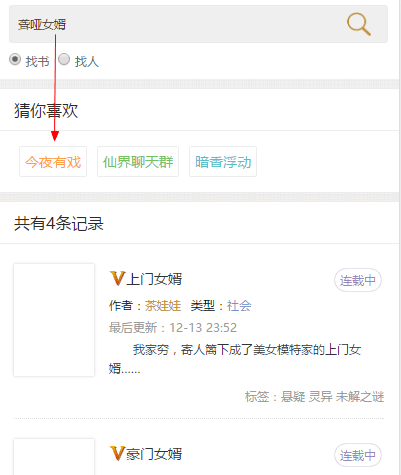 聋哑女婿
找书 找人
猜你喜欢
今夜有戏 仙界聊天群 暗香浮动
共有4条记录
V上门女婿 连载中
作者：茶娃娃 类型：社会
最后更新：12-13 23:52
我家穷，寄人篱下成了美女模特家的上门女
婿......
标签：悬疑 灵异 未解之谜
V豪门女婿 连载中